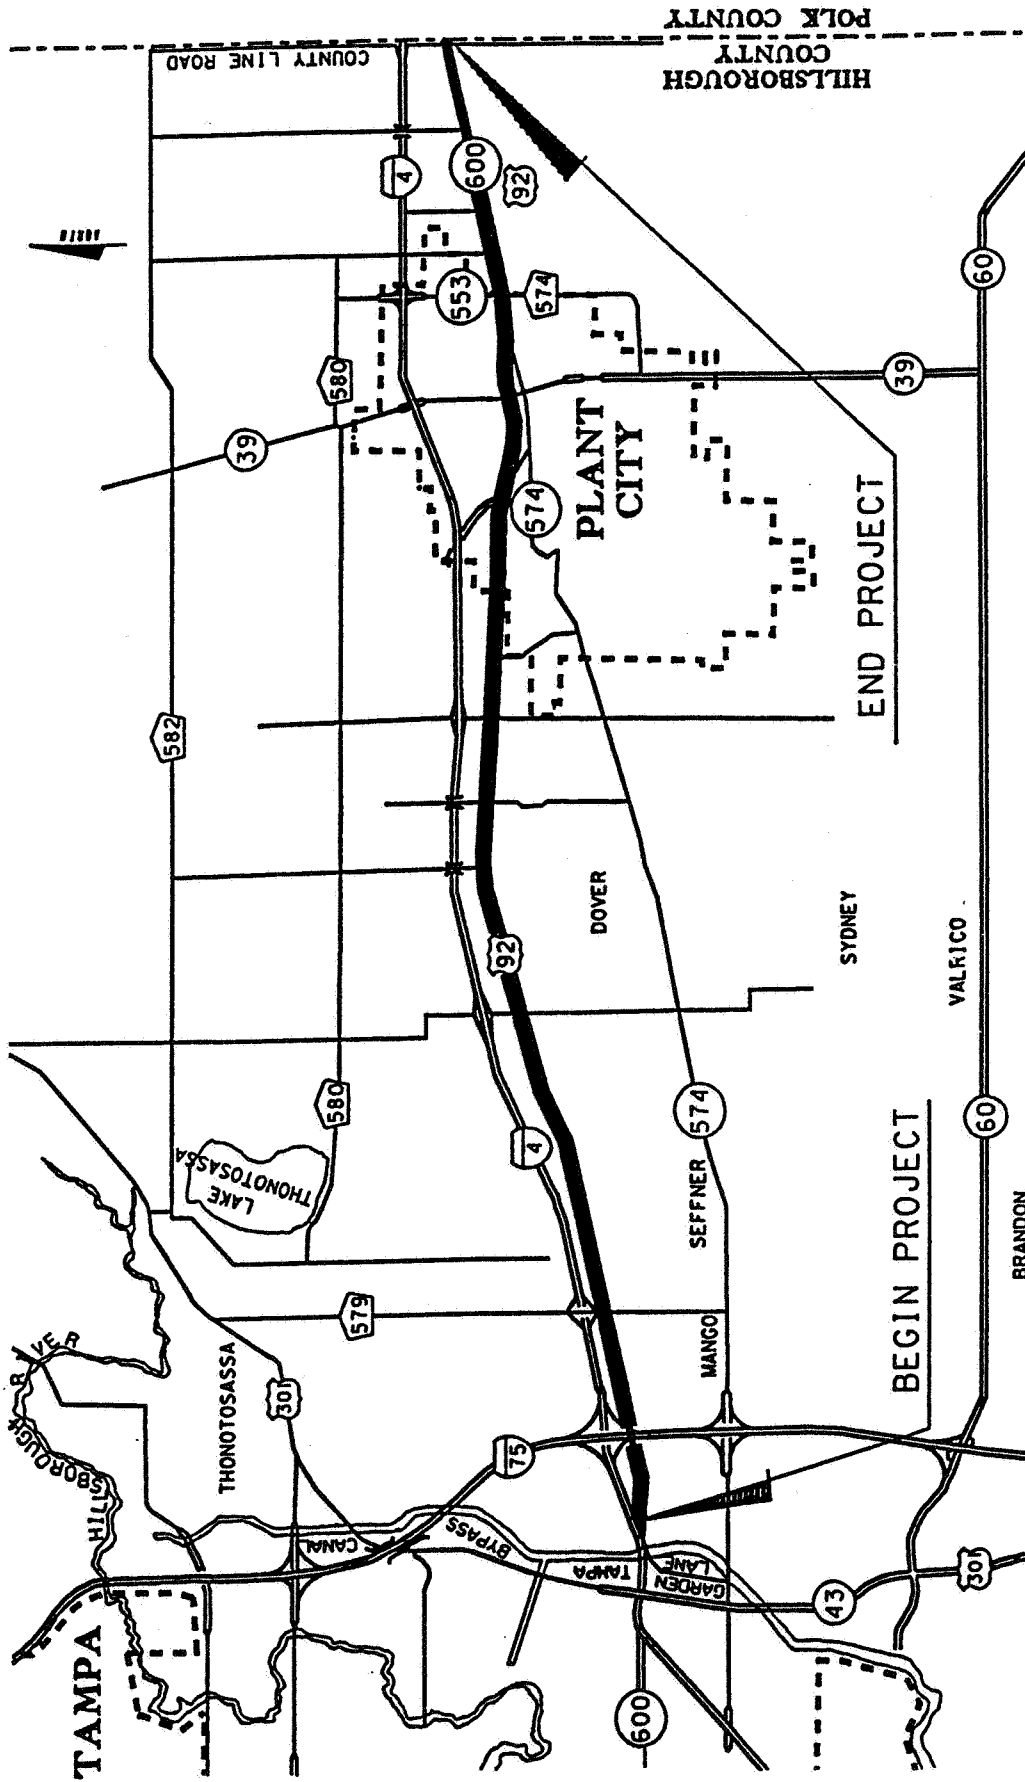 TAMPA
HILLSBOROUGH
RIVER
THONOTOSASSA
301
579
LAKE
THONOTOSASSA
580
582
39
580
NORTH
COUNTY LINE ROAD
4
600
92
553
574
574
PLANT
CITY
39
60
POLK COUNTY
HILLSBOROUGH
COUNTY
END PROJECT
92
DOVER
SYDNEY
VALRICO
4
574
SEFFNER
MANGO
BEGIN PROJECT
60
BRANDON
75
CANAL
BYPASS
TAMPA
GARDEN
LANE
43
301
600